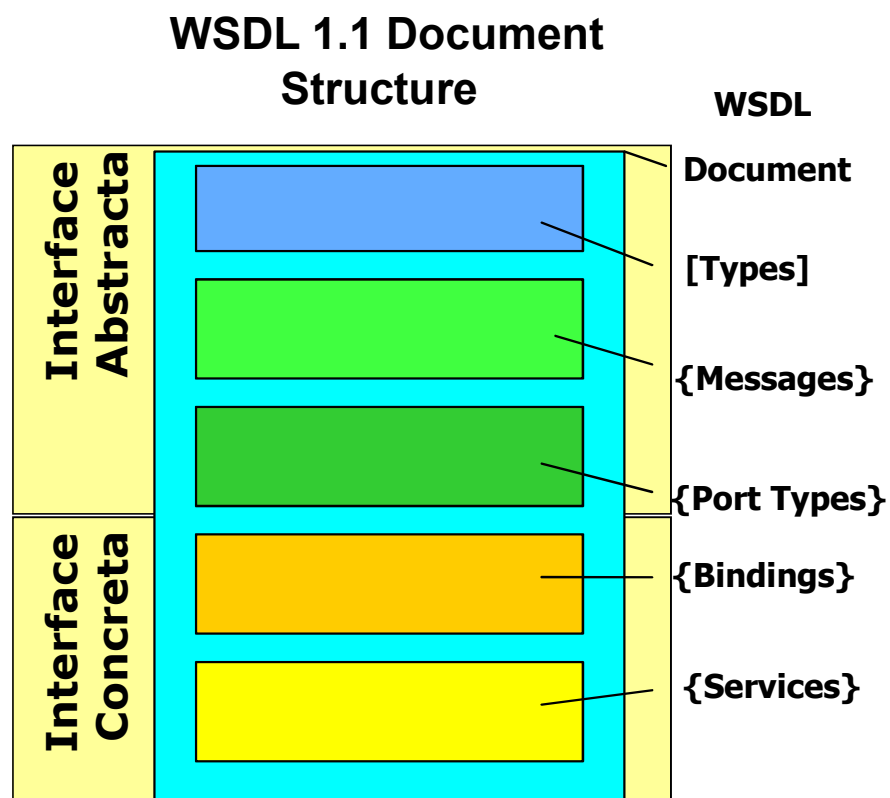 WSDL 1.1 Document
Structure
WSDL
Document
[Types]
{Messages}
{Port Types}
{Bindings}
{Services}
Interface
Abstracta
Interface
Concreta